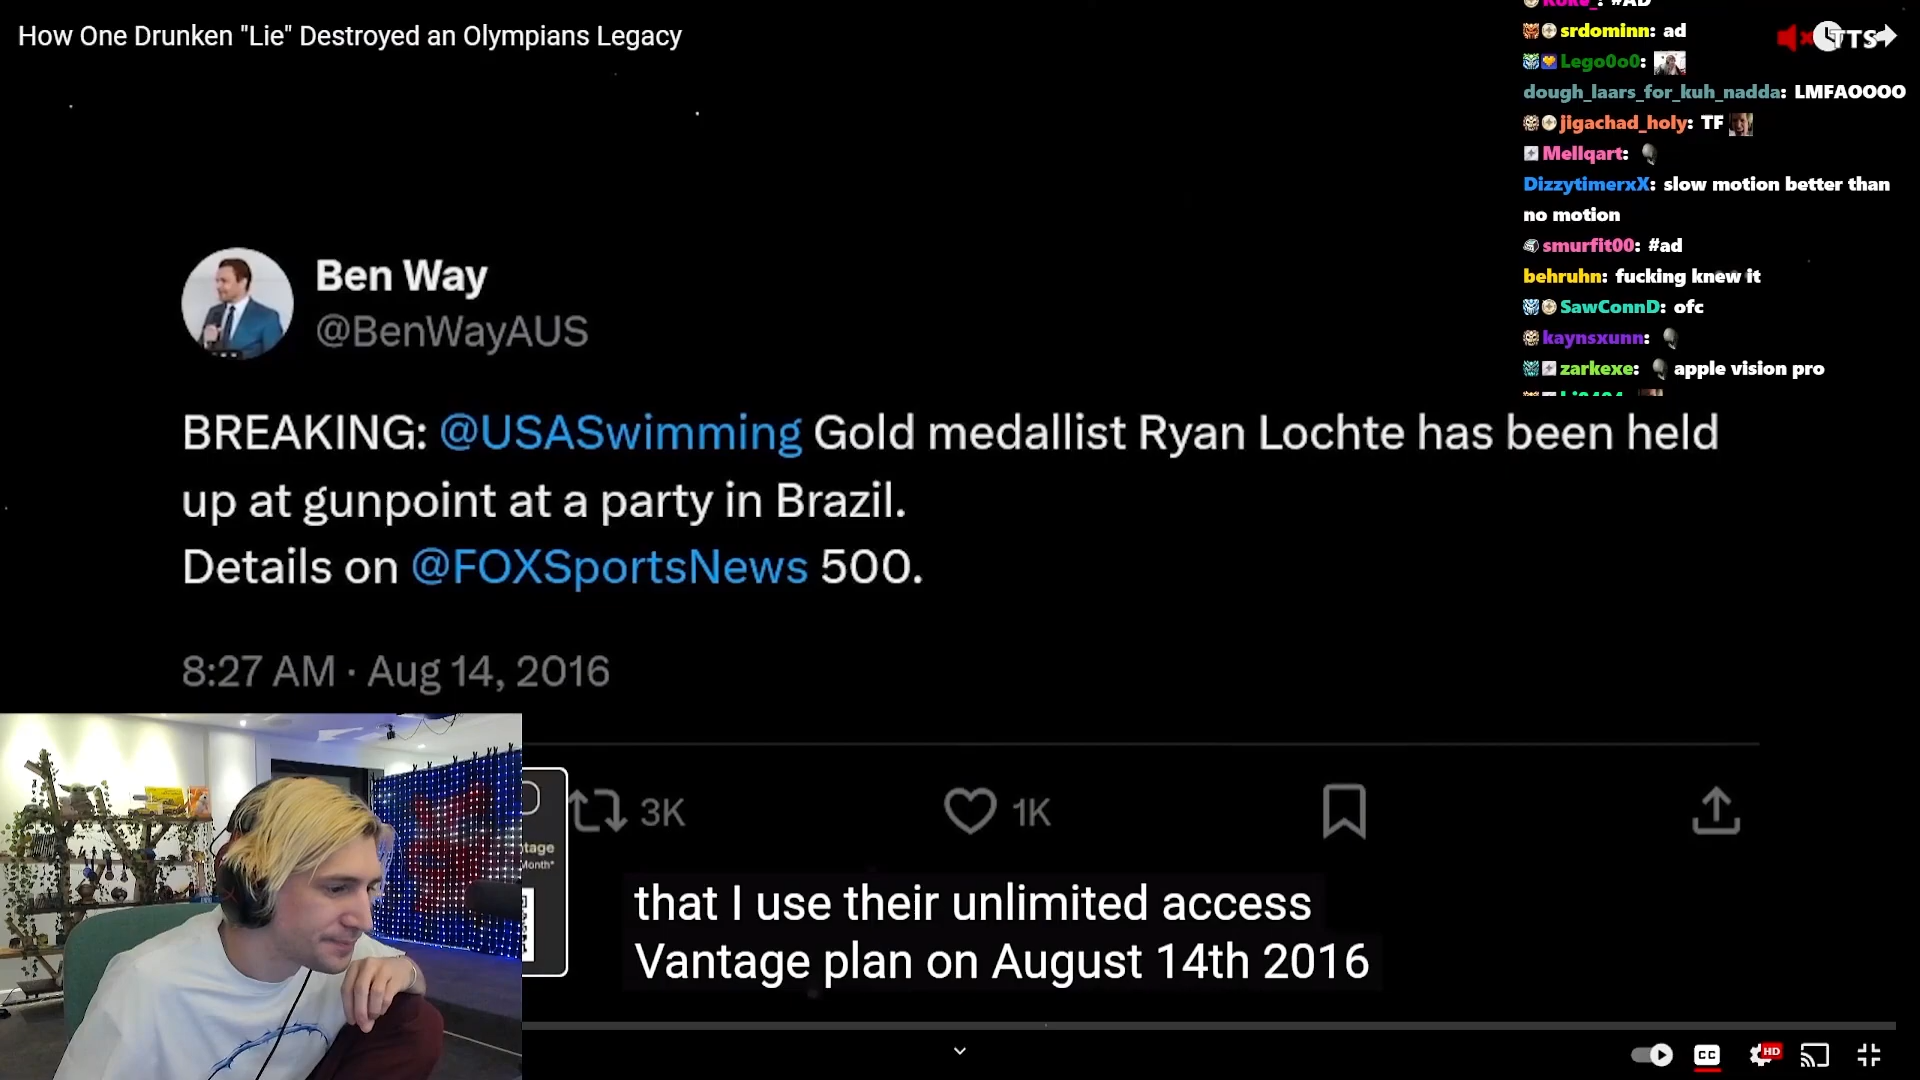 How One Drunken "Lie" Destroyed an Olympians Legacy
#AD
srdominn: ad
Lego0o0:
dough_laars_for_kuh_nadda: LMFAOOOO
jigachad_holy: TF
Mellqart:
DizzytimerxX: slow motion better than
no motion
smurfit00: #ad
behruhn: fucking knew it
SawConnD: ofc
kaynsxunn:
zarkexe: apple vision pro
TTS
Ben Way
@BenWayAUS
BREAKING: @USASwimming Gold medallist Ryan Lochte has been held
up at gunpoint at a party in Brazil.
Details on @FOXSportsNews 500.
8:27 AM · Aug 14, 2016
3K
1K
that I use their unlimited access
Vantage plan on August 14th 2016
CC
HD